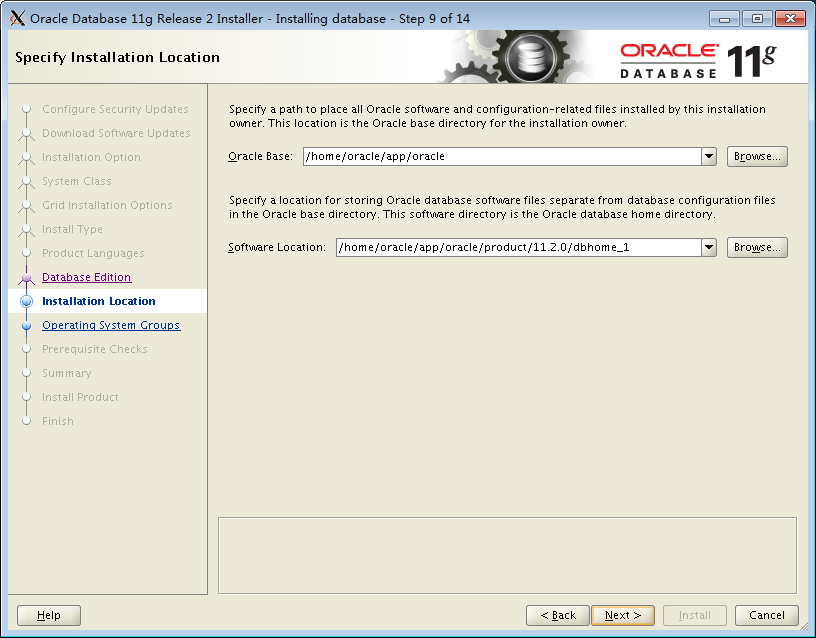 Oracle Database 11g Release 2 Installer - Installing database - Step 9 of 14
Specify Installation Location
ORACLE
DATABASE
11g
Configure Security Updates
Download Software Updates
Installation Option
System Class
Grid Installation Options
Install Type
Product Languages
Database Edition
Installation Location
Operating System Groups
Prerequisite Checks
Summary
Install Product
Finish
Specify a path to place all Oracle software and configuration-related files installed by this installation
owner. This location is the Oracle base directory for the installation owner.
Oracle Base: /home/oracle/app/oracle Browse...
Specify a location for storing Oracle database software files separate from database configuration files
in the Oracle base directory. This software directory is the Oracle database home directory.
Software Location: /home/oracle/app/oracle/product/11.2.0/dbhome_1 Browse...
Help < Back Next > Install Cancel